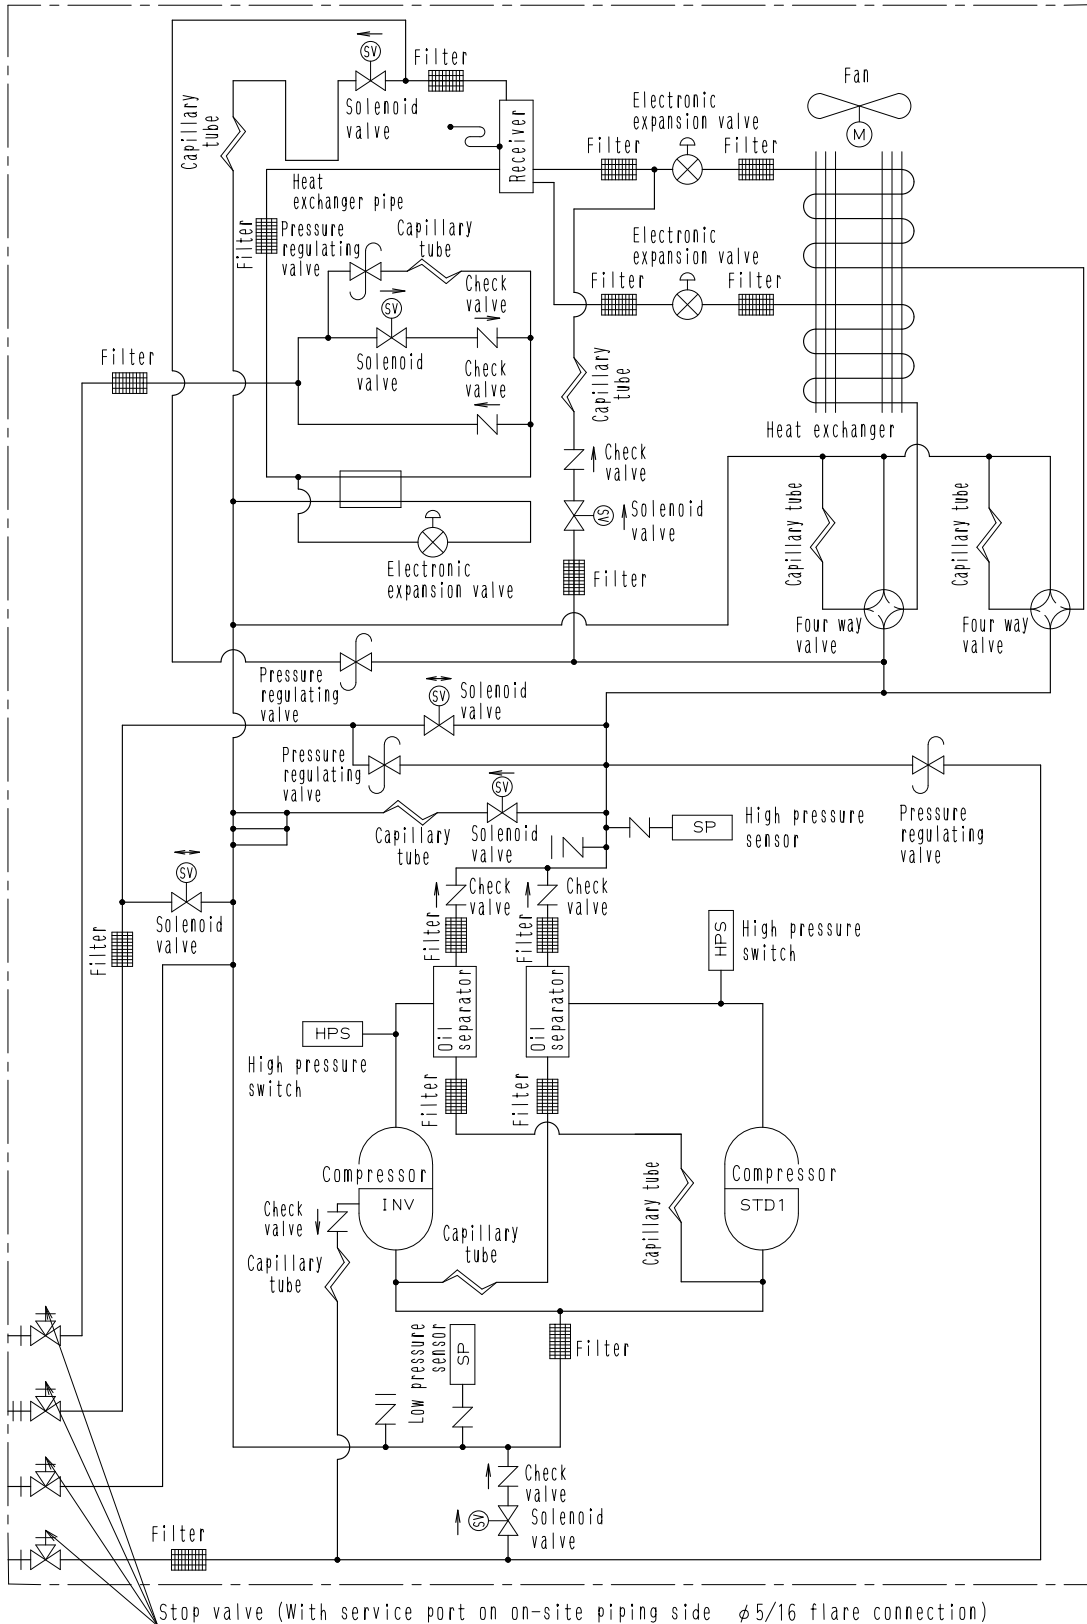 SV
Filter
Fan
Solenoid
valve
Electronic
expansion valve
M
Capillary
tube
Receiver
Filter
Filter
Heat
exchanger pipe
Filter
Pressure
regulating
valve
Capillary
tube
Electronic
expansion valve
Check
valve
Filter
Filter
SV
Filter
Solenoid
valve
Check
valve
Capillary
tube
Heat exchanger
Check
valve
Capillary tube
Capillary tube
SV
Solenoid
valve
Electronic
expansion valve
Filter
Four way
valve
Four way
valve
Pressure
regulating
valve
SV
Solenoid
valve
Pressure
regulating
valve
SV
Capillary
tube
Solenoid
valve
SP
High pressure
sensor
Pressure
regulating
valve
SV
Solenoid
valve
Check
valve
Check
valve
Filter
Filter
Filter
HPS
High pressure
switch
Oil
separator
Oil
separator
HPS
High pressure
switch
Filter
Filter
Compressor
INV
Compressor
STD1
Check
valve
Capillary
tube
Capillary
tube
Capillary tube
Low pressure
sensor
SP
Filter
Check
valve
SV
Solenoid
valve
Filter
Stop valve (With service port on on-site piping side φ5/16 flare connection)